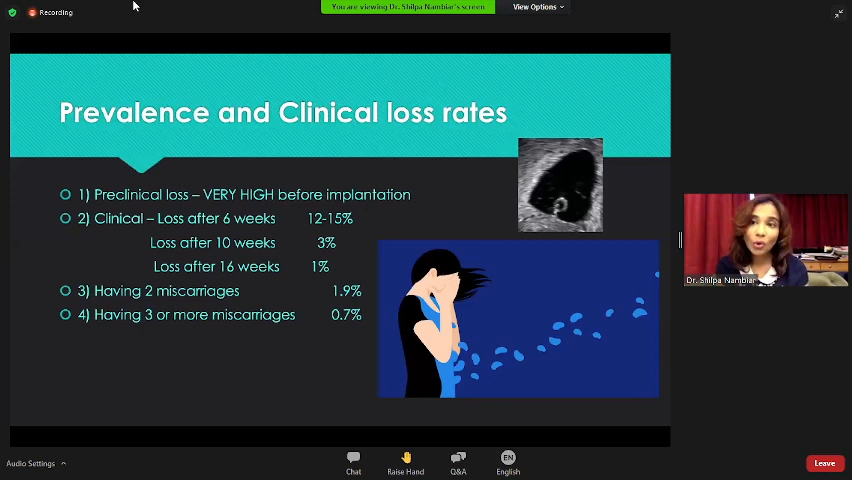 Recording
You are viewing Dr. Shilpa Nambiar's screen
View Options
Prevalence and Clinical loss rates
1) Preclinical loss – VERY HIGH before implantation
2) Clinical – Loss after 6 weeks 12-15%
Loss after 10 weeks 3%
Loss after 16 weeks 1%
3) Having 2 miscarriages 1.9%
4) Having 3 or more miscarriages 0.7%
Dr. Shilpa Nambiar
Audio Settings
Chat
Raise Hand
Q&A
EN
English
Leave